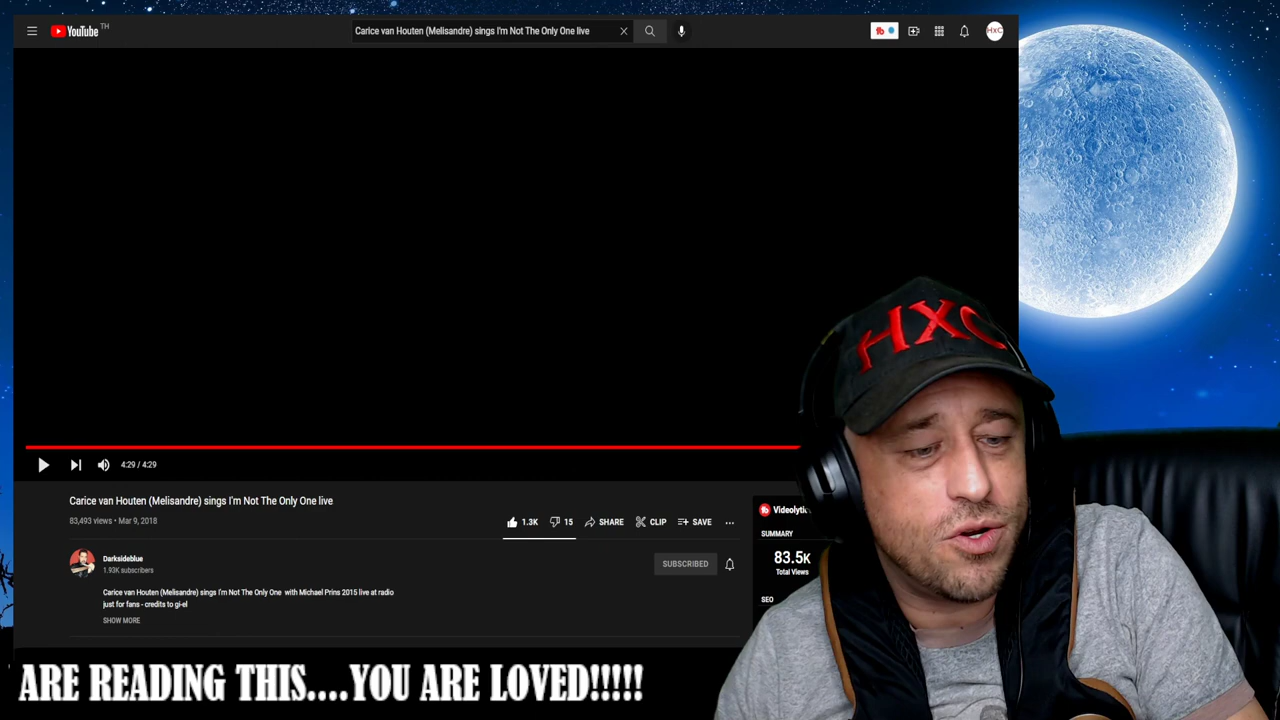 YouTube TH
Carice van Houten (Melisandre) sings I'm Not The Only One live
HxC
HXC
4:29 / 4:29
Carice van Houten (Melisandre) sings I'm Not The Only One live
83,493 views • Mar 9, 2018
1.3K 15 SHARE CLIP SAVE ...
Darksideblue
1.93K subscribers
SUBSCRIBED
Carice van Houten (Melisandre) sings I'm Not The Only One with Michael Prins 2015 live at radio
just for fans - credits to gi-el
SHOW MORE
SUMMARY
83.5K
Total Views
SEO
ARE READING THIS....YOU ARE LOVED!!!!!